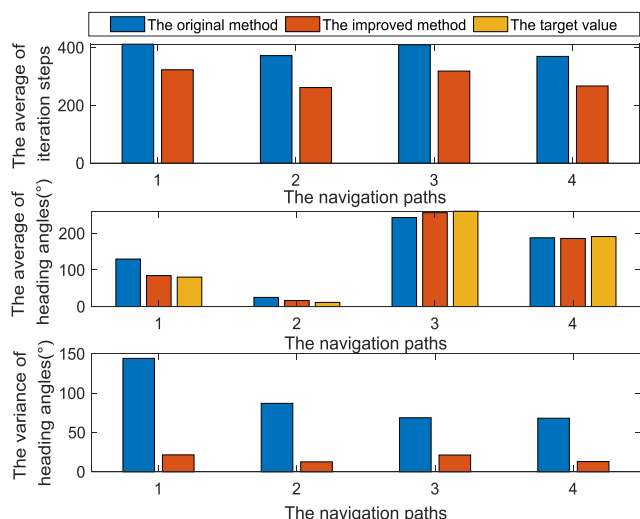 The original method The improved method The target value
The average of
iteration steps
400
200
0
1 2 3 4
The navigation paths
The average of
heading angles(°)
200
100
0
1 2 3 4
The navigation paths
The variance of
heading angles(°)
150
100
50
0
1 2 3 4
The navigation paths